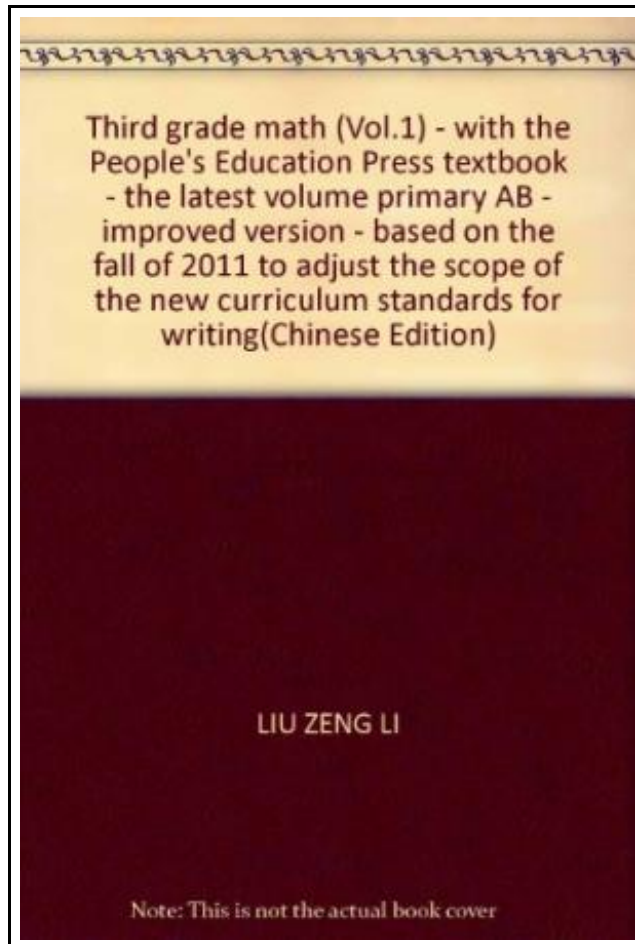 Third grade math (Vol.1) - with the
People's Education Press textbook
- the latest volume primary AB -
improved version - based on the
fall of 2011 to adjust the scope of
the new curriculum standards for
writing(Chinese Edition)
LIU ZENG LI
Note: This is not the actual book cover